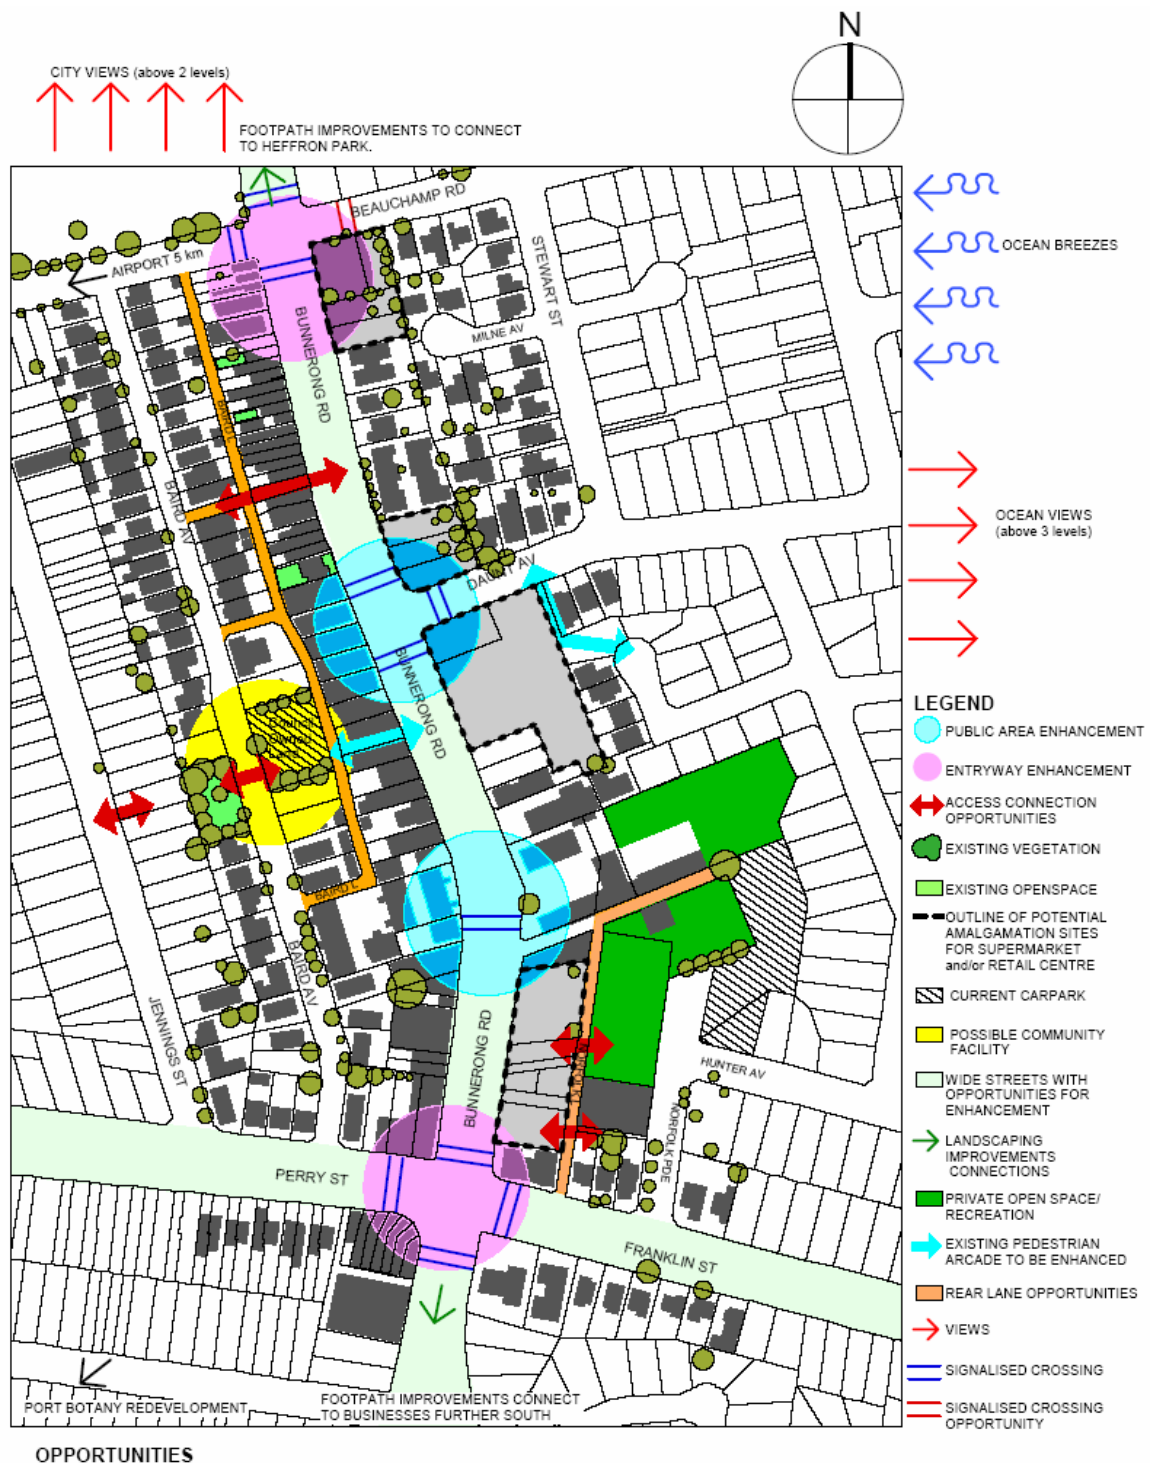 N
CITY VIEWS (above 2 levels)
FOOTPATH IMPROVEMENTS TO CONNECT
TO HEFFRON PARK.
BEAUCHAMP RD
AIRPORT 5 km
STEWART ST
OCEAN BREEZES
BUNNERONG RD
MILNE AV
BAIRD L
BAIRD AV
OCEAN VIEWS
(above 3 levels)
DAUNT AV
BUNNERONG RD
LEGEND
PUBLIC AREA ENHANCEMENT
ENTRYWAY ENHANCEMENT
ACCESS CONNECTION
OPPORTUNITIES
EXISTING VEGETATION
EXISTING OPENSPACE
OUTLINE OF POTENTIAL
AMALGAMATION SITES
FOR SUPERMARKET
and/or RETAIL CENTRE
CURRENT CARPARK
POSSIBLE COMMUNITY
FACILITY
WIDE STREETS WITH
OPPORTUNITIES FOR
ENHANCEMENT
LANDSCAPING
IMPROVEMENTS
CONNECTIONS
PRIVATE OPEN SPACE/
RECREATION
EXISTING PEDESTRIAN
ARCADE TO BE ENHANCED
REAR LANE OPPORTUNITIES
VIEWS
SIGNALISED CROSSING
SIGNALISED CROSSING
OPPORTUNITY
BAIRD L
BAIRD AV
JENNINGS ST
BUNNERONG RD
HUNTER AV
NORFOLK PDE
PERRY ST
FRANKLIN ST
PORT BOTANY REDEVELOPMENT
FOOTPATH IMPROVEMENTS CONNECT
TO BUSINESSES FURTHER SOUTH
OPPORTUNITIES